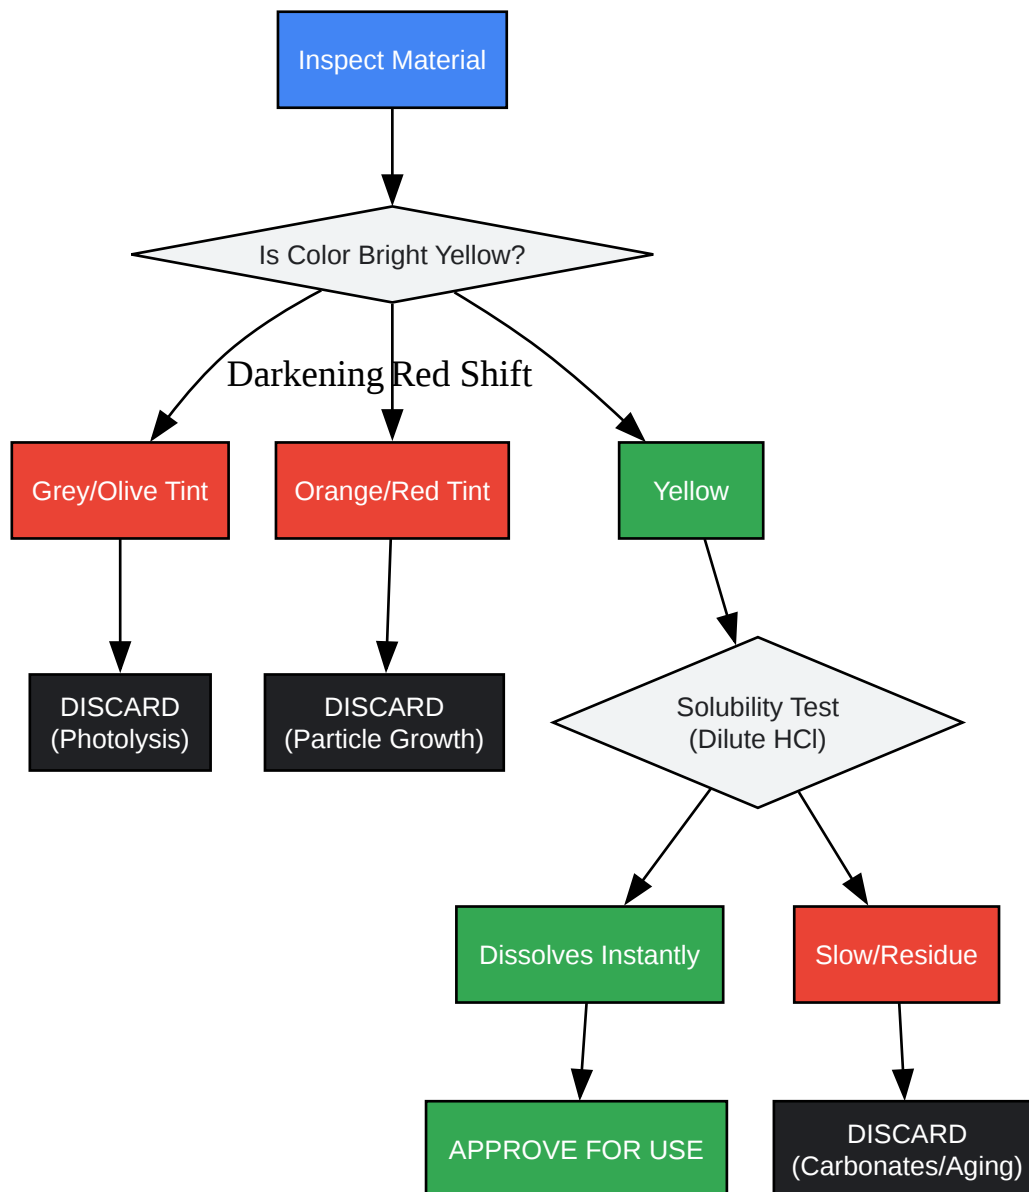 Inspect Material
Is Color Bright Yellow?
Darkening
Red Shift
Grey/Olive Tint
Orange/Red Tint
Yellow
DISCARD
(Photolysis)
DISCARD
(Particle Growth)
Solubility Test
(Dilute HCl)
Dissolves Instantly
Slow/Residue
APPROVE FOR USE
DISCARD
(Carbonates/Aging)